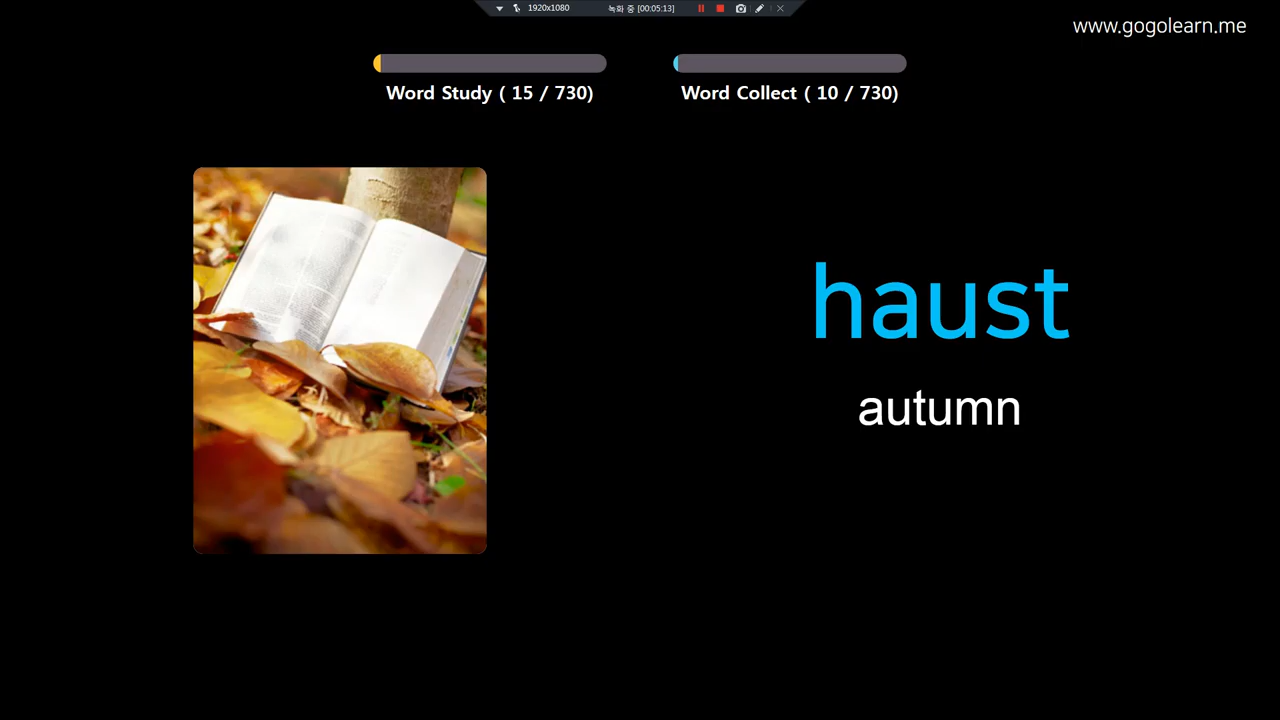 1920x1080 녹화 중 [00:05:13]
www.gogolearn.me
Word Study ( 15 / 730)
Word Collect ( 10 / 730)
haust
autumn